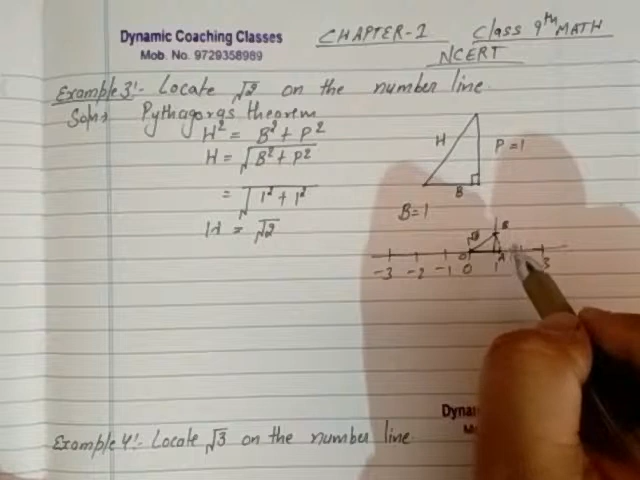 Dynamic Coaching Classes
Mob. No. 9729358989
CHAPTER-1 Class 9th MATH
NCERT
Example 3:- Locate √2 on the number line.
Soln:→ Pythagoras theorem
H² = B² + P²
H = √B² + P²
= √1² + 1²
H = √2
H
P = 1
B
B = 1
√2 B
O A
-3 -2 -1 0 1 3
Example 4:- Locate √3 on the number line.